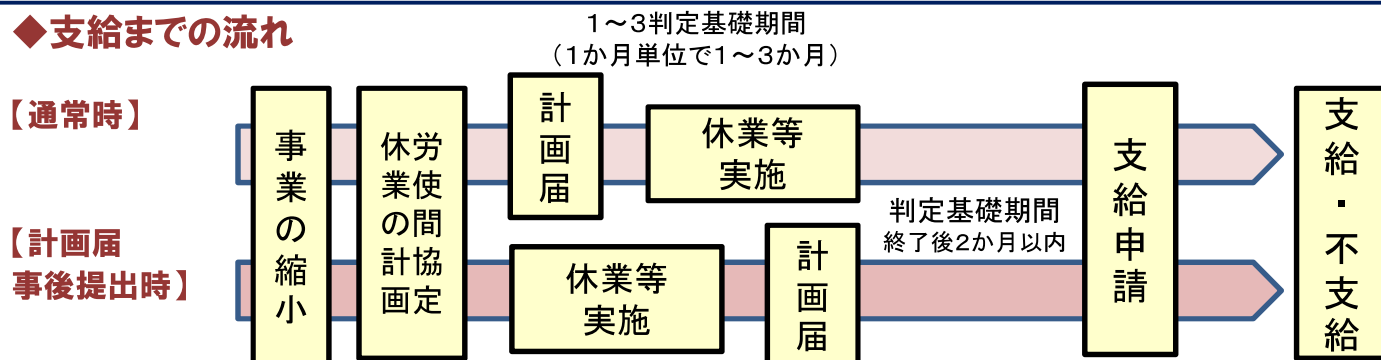 ◆支給までの流れ
1～3判定基礎期間
（1か月単位で1～3か月）
【通常時】
事業の縮小
労使間協定
休業の計画
計画届
休業等
実施
支給申請
支給・不支給
判定基礎期間
終了後2か月以内
【計画届
事後提出時】
休業等
実施
計画届